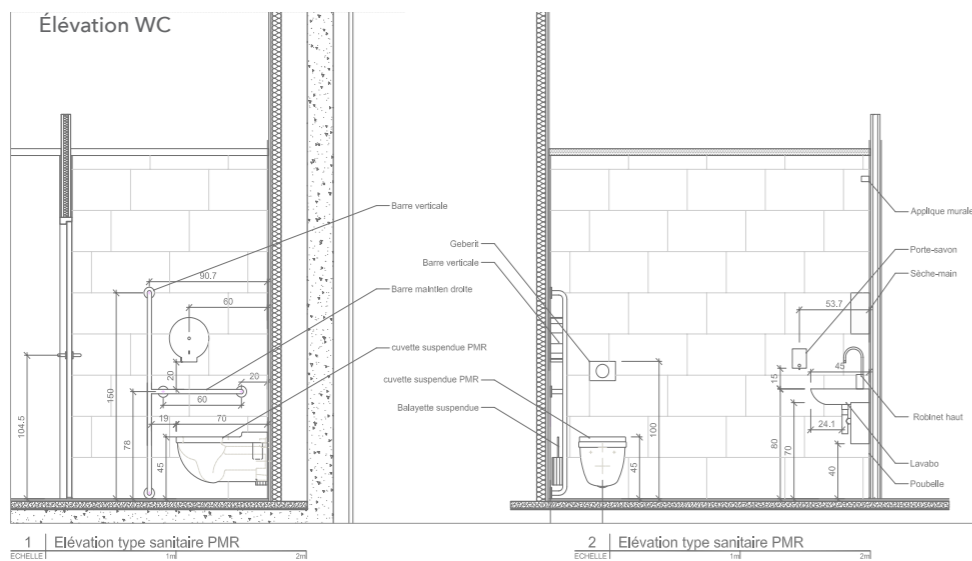 Élévation WC
Barre verticale
90.7
60
Barre maintien droite
20
cuvette suspendue PMR
20
60
19
70
104.5
150
78
45
1 Elévation type sanitaire PMR
ECHELLE 1m 2m
Applique murale
Porte-savon
Sèche-main
Geberit
Barre verticale
53.7
cuvette suspendue PMR
Balayette suspendue
45
15
Robinet haut
24.1
100
80
70
45
40
Lavabo
Poubelle
2 Elévation type sanitaire PMR
ECHELLE 1m 2m